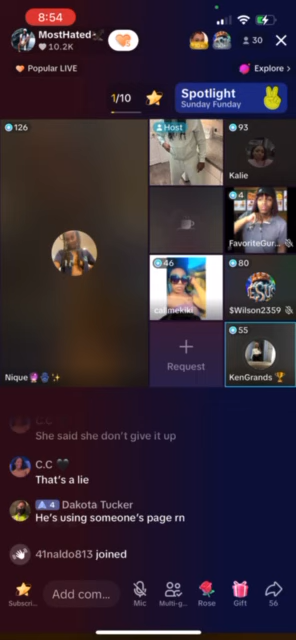 8:54
MostHated
10.2K
30
Popular LIVE
Explore >
1/10
Spotlight
Sunday Funday
126
Host
93
Kalie
4
FavoriteGur...
46
callmekiki
80
$Wilson2359
+
Request
55
KenGrands
Nique
C.C
She said she don't give it up
C.C
That's a lie
4 Dakota Tucker
He's using someone's page rn
41naldo813 joined
Subscri...
Add com...
Mic
Multi-g...
Rose
Gift
56